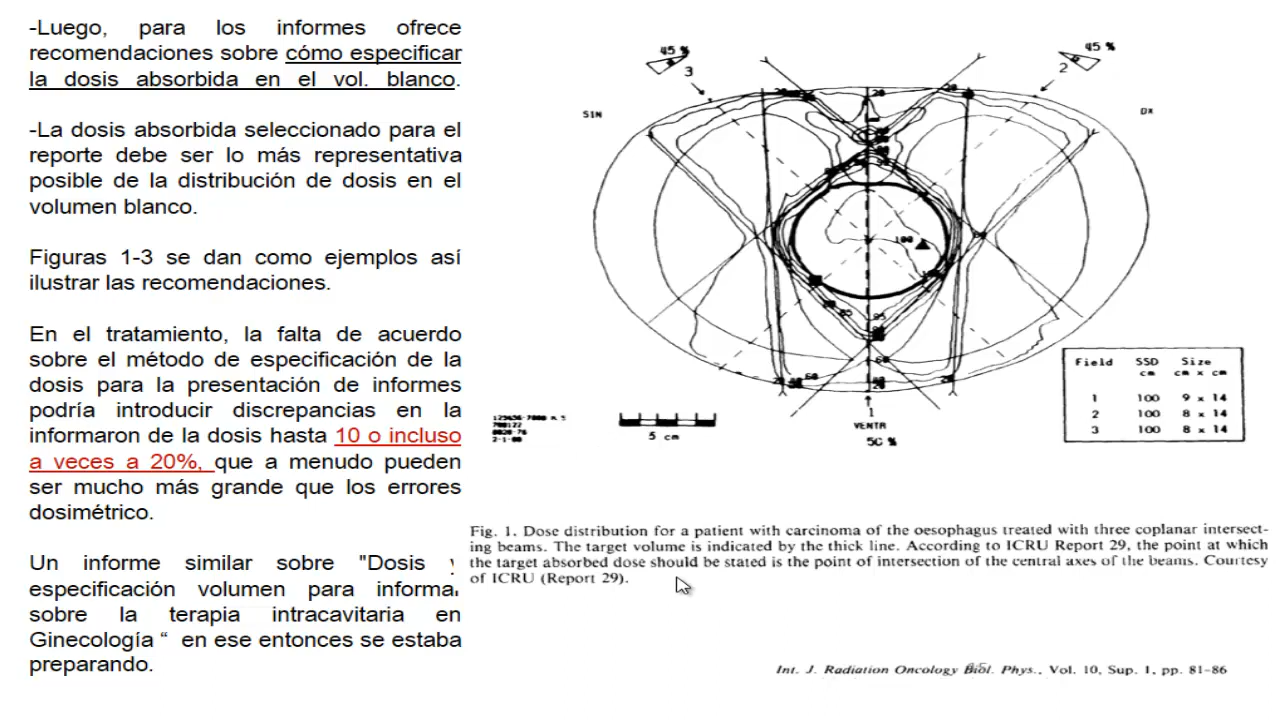 -Luego, para los informes ofrece
recomendaciones sobre cómo especificar
la dosis absorbida en el vol. blanco.
-La dosis absorbida seleccionado para el
reporte debe ser lo más representativa
posible de la distribución de dosis en el
volumen blanco.
Figuras 1-3 se dan como ejemplos así
ilustrar las recomendaciones.
En el tratamiento, la falta de acuerdo
sobre el método de especificación de la
dosis para la presentación de informes
podría introducir discrepancias en la
informaron de la dosis hasta 10 o incluso
a veces a 20%, que a menudo pueden
ser mucho más grande que los errores
dosimétrico.
Un informe similar sobre "Dosis y
especificación volumen para informar
sobre la terapia intracavitaria en
Ginecología “ en ese entonces se estaba
preparando.
45 %
3
45 %
2
SIN
DX
20
20
100
85
85
60
60
20
20
20
1
VENTR
50 %
5 cm
Field SSD Size
cm cm x cm
1 100 9 x 14
2 100 8 x 14
3 100 8 x 14
Fig. 1. Dose distribution for a patient with carcinoma of the oesophagus treated with three coplanar intersect-
ing beams. The target volume is indicated by the thick line. According to ICRU Report 29, the point at which
the target absorbed dose should be stated is the point of intersection of the central axes of the beams. Courtesy
of ICRU (Report 29).
Int. J. Radiation Oncology Biol. Phys., Vol. 10, Sup. 1, pp. 81-86